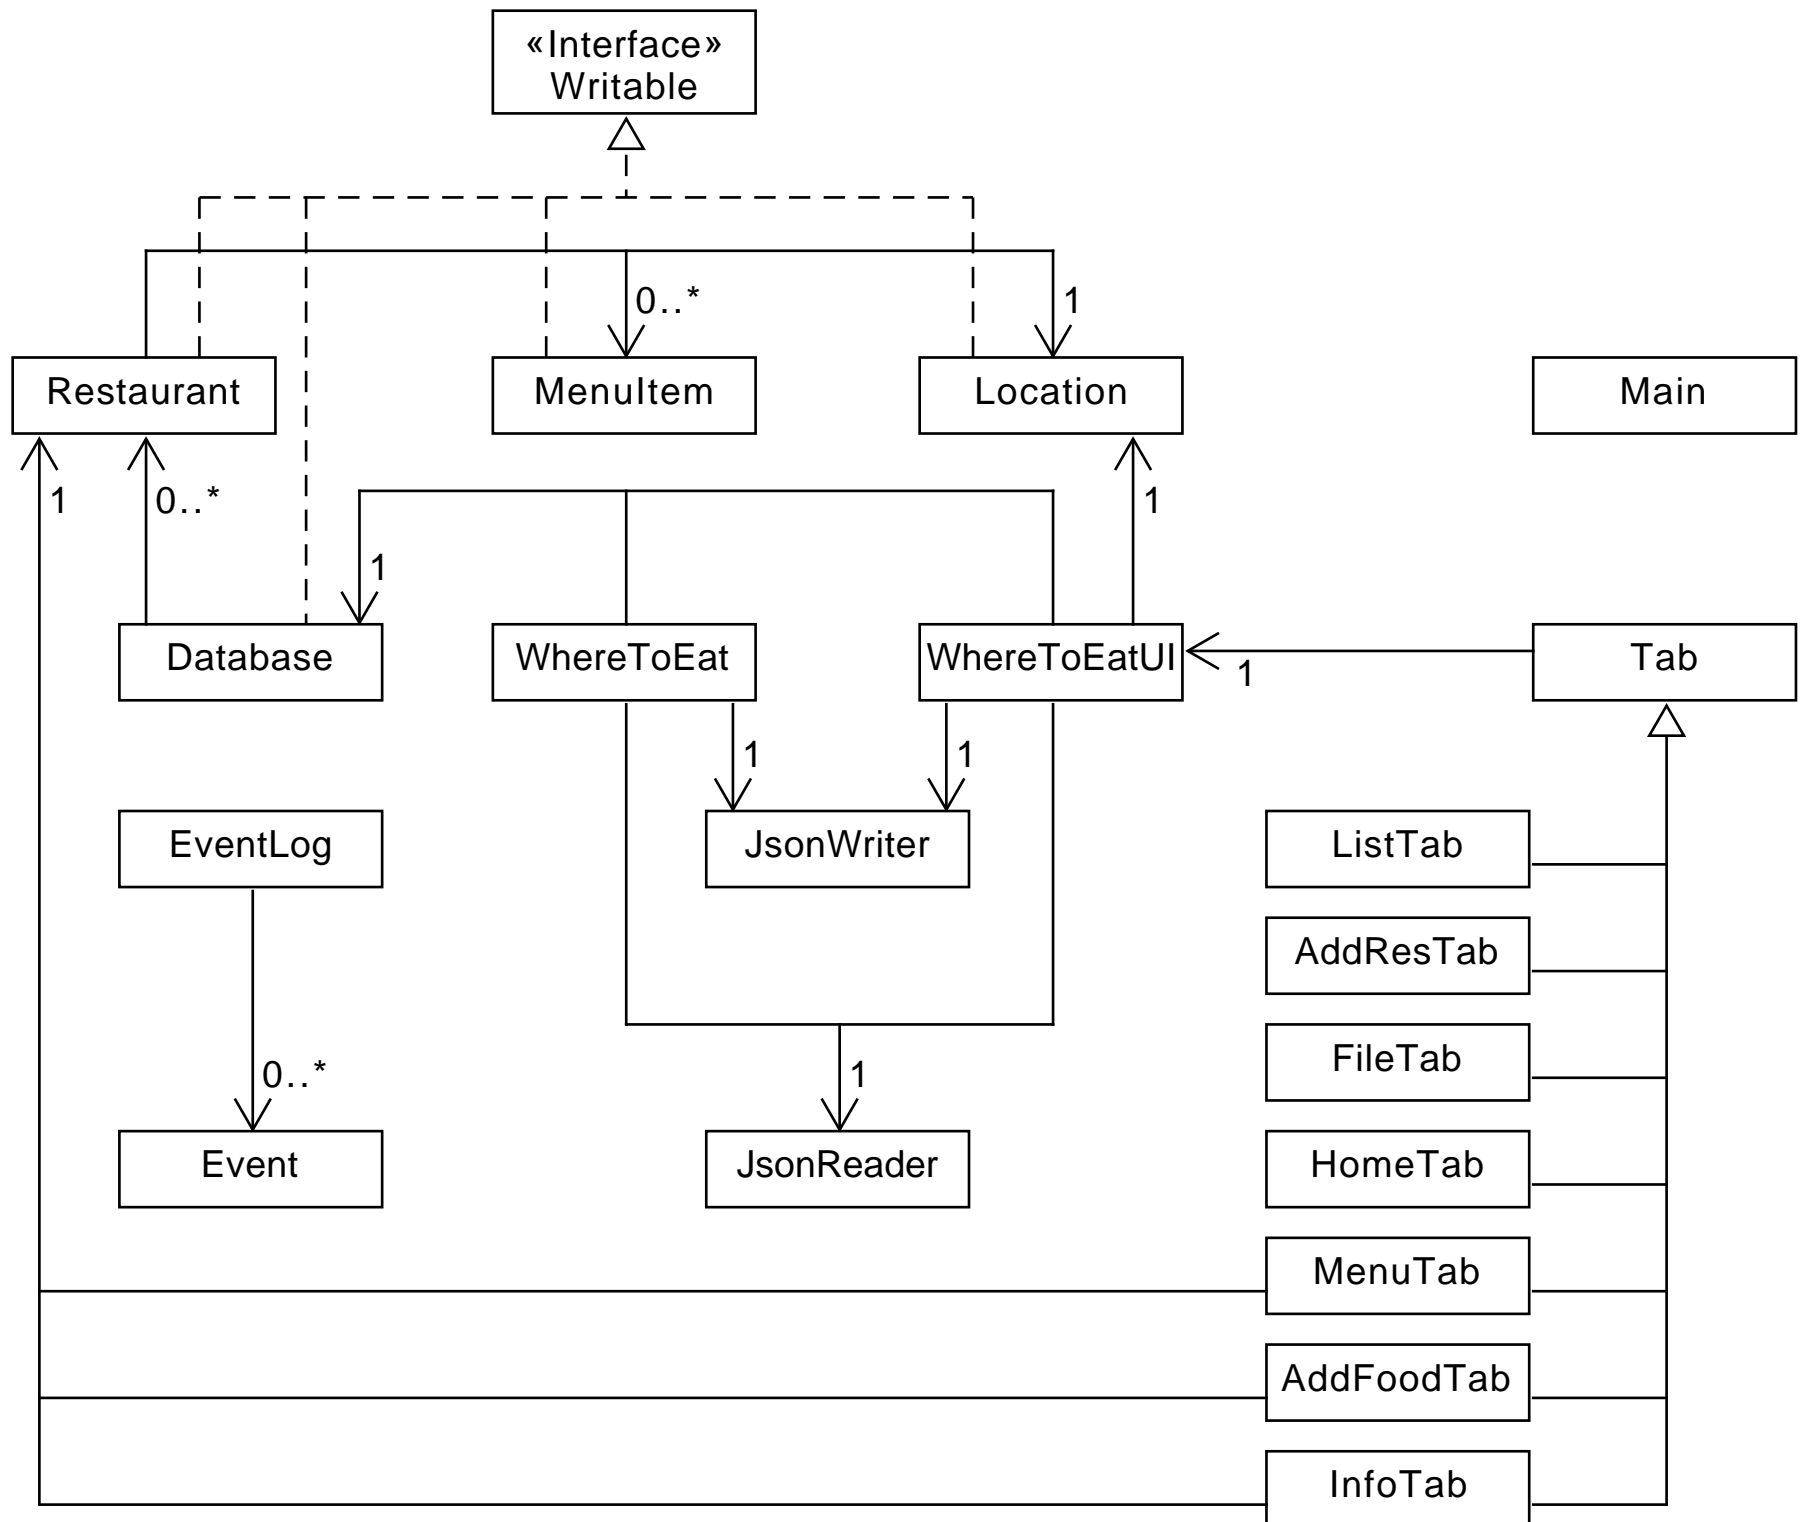 «Interface»
Writable
0..*
1
Restaurant
MenuItem
Location
Main
1
0..*
1
1
Database
WhereToEat
WhereToEatUI
1
Tab
1
1
EventLog
JsonWriter
ListTab
AddResTab
FileTab
0..*
1
Event
JsonReader
HomeTab
MenuTab
AddFoodTab
InfoTab